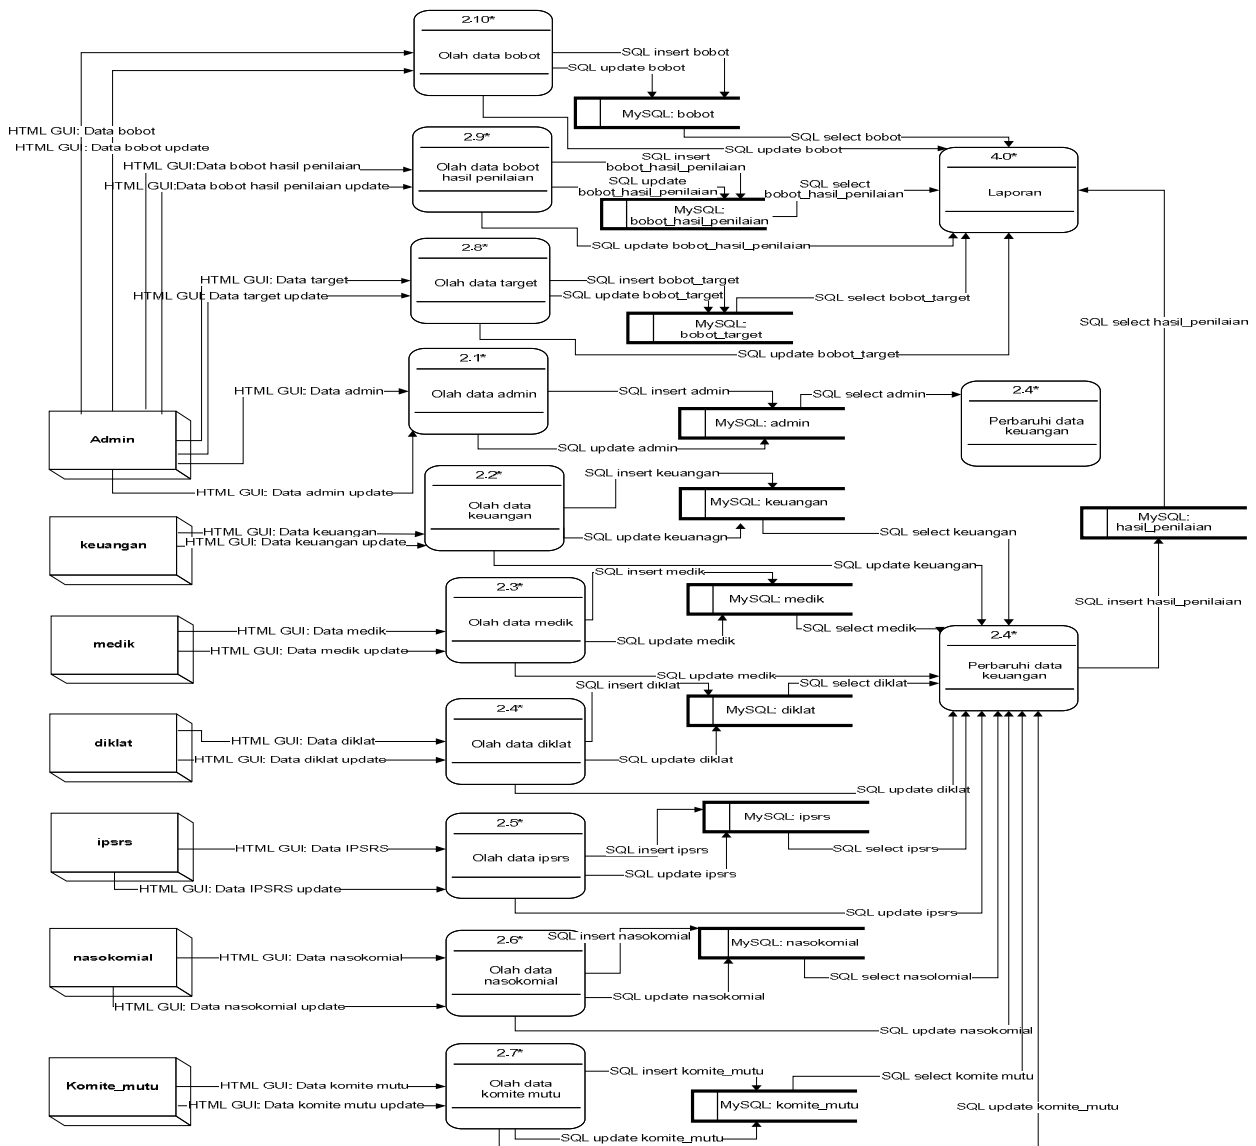 2.10*
Olah data bobot
SQL insert bobot
SQL update bobot
MySQL: bobot
HTML GUI: Data bobot
HTML GUI: Data bobot update
SQL select bobot
SQL update bobot
2.9*
Olah data bobot
hasil penilaian
HTML GUI:Data bobot hasil penilaian
HTML GUI:Data bobot hasil penilaian update
SQL insert
bobot_hasil_penilaian
SQL update
bobot_hasil_penilaian
MySQL:
bobot_hasil_penilaian
SQL select
bobot_hasil_penilaian
4.0*
Laporan
SQL update bobot_hasil_penilaian
2.8*
Olah data target
HTML GUI: Data target
HTML GUI: Data target update
SQL insert bobot_target
SQL update bobot_target
SQL select bobot_target
MySQL:
bobot_target
SQL update bobot_target
SQL select hasil_penilaian
2.1*
Olah data admin
HTML GUI: Data admin
SQL insert admin
SQL select admin
MySQL: admin
SQL update admin
2.4*
Perbaruhi data
keuangan
Admin
HTML GUI: Data admin update
2.2*
Olah data
keuangan
SQL insert keuangan
MySQL: keuangan
MySQL:
hasil_penilaian
keuangan
HTML GUI: Data keuangan
HTML GUI: Data keuangan update
SQL update keuanagn
SQL select keuangan
SQL update keuangan
2.3*
Olah data medik
SQL insert medik
MySQL: medik
SQL insert hasil_penilaian
medik
HTML GUI: Data medik
HTML GUI: Data medik update
SQL update medik
SQL select medik
2.4*
Perbaruhi data
keuangan
SQL update medik
SQL insert diklat
SQL select diklat
2.4*
Olah data diklat
MySQL: diklat
diklat
HTML GUI: Data diklat
HTML GUI: Data diklat update
SQL update diklat
SQL update diklat
2.5*
Olah data ipsrs
MySQL: ipsrs
ipsrs
HTML GUI: Data IPSRS
HTML GUI: Data IPSRS update
SQL insert ipsrs
SQL select ipsrs
SQL update ipsrs
SQL update ipsrs
2.6*
Olah data
nasokomial
SQL insert nasokomial
MySQL: nasokomial
nasokomial
HTML GUI: Data nasokomial
HTML GUI: Data nasokomial update
SQL select nasolomial
SQL update nasokomial
SQL update nasokomial
2.7*
Olah data
komite mutu
SQL insert komite_mutu
SQL select komite mutu
Komite_mutu
HTML GUI: Data komite mutu
HTML GUI: Data komite mutu update
MySQL: komite_mutu
SQL update komite_mutu
SQL update komite_mutu